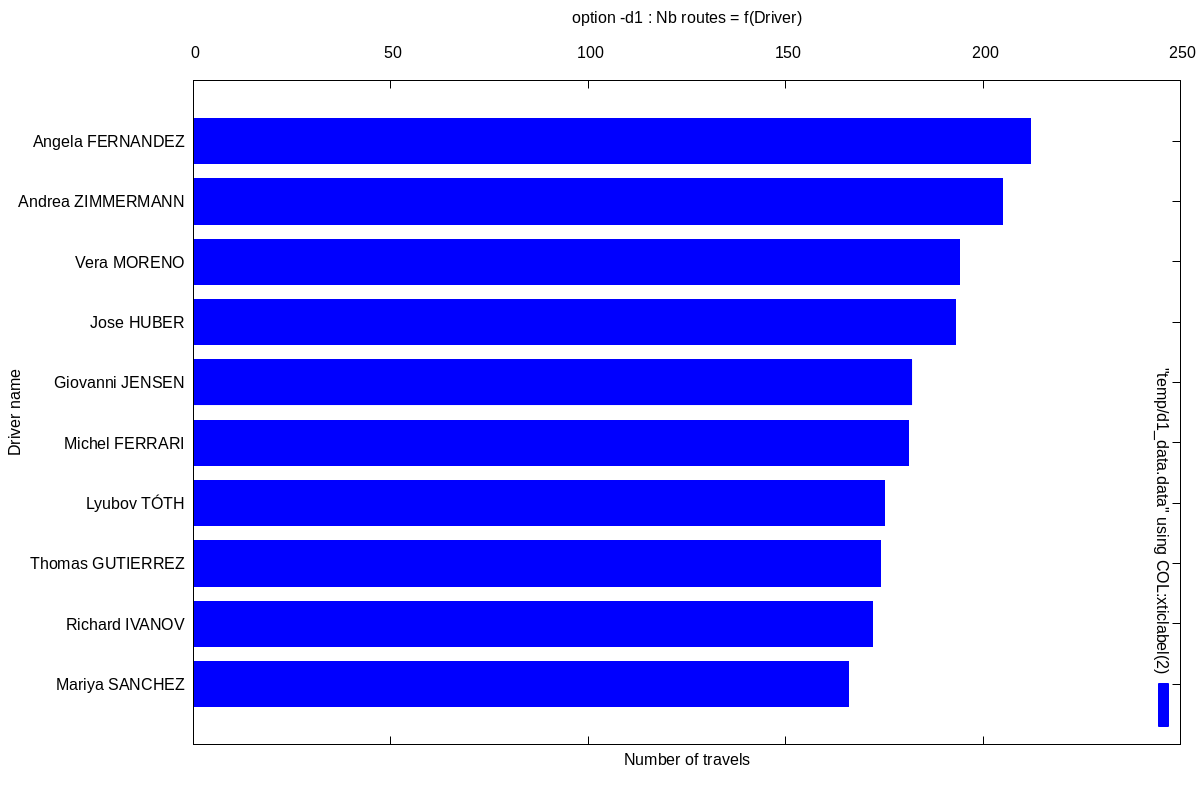 option -d1 : Nb routes = f(Driver)
0 50 100 150 200 250
Angela FERNANDEZ
Andrea ZIMMERMANN
Vera MORENO
Jose HUBER
Giovanni JENSEN
Michel FERRARI
Lyubov TÓTH
Thomas GUTIERREZ
Richard IVANOV
Mariya SANCHEZ
Driver name
"temp/d1_data.data" using COL:xticlabel(2)
Number of travels